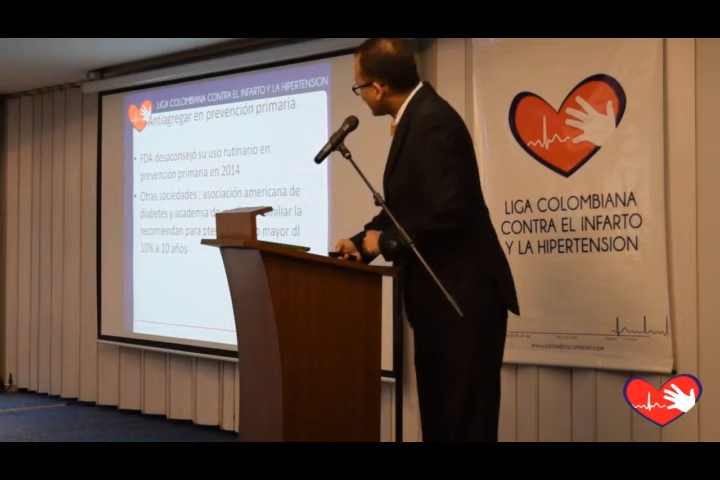 LIGA COLOMBIANA CONTRA EL INFARTO Y LA HIPERTENSION
Antiagregar en prevención primaria
• FDA desaconsejó su uso rutinario en
prevención primaria en 2014
• Otras sociedades : asociación americana de
diabetes y academia de
recomiendan para mayor dl
10% a 10 años
LIGA COLOMBIANA
CONTRA EL INFARTO
Y LA HIPERTENSION